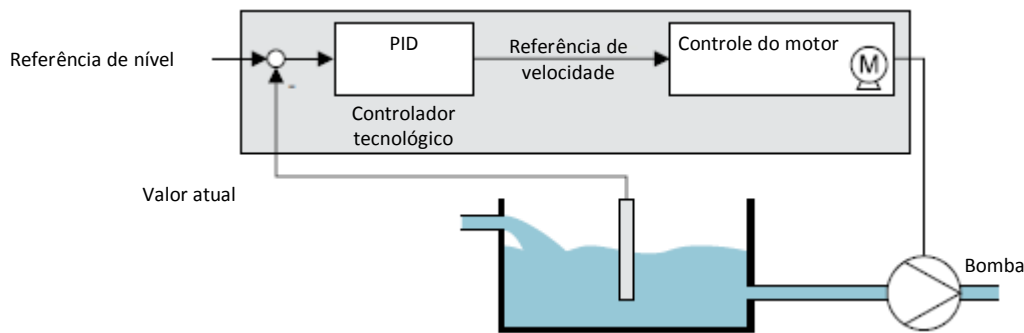 Referência de nível
PID
Controlador
tecnológico
Referência de
velocidade
Controle do motor
M
-
Valor atual
Bomba